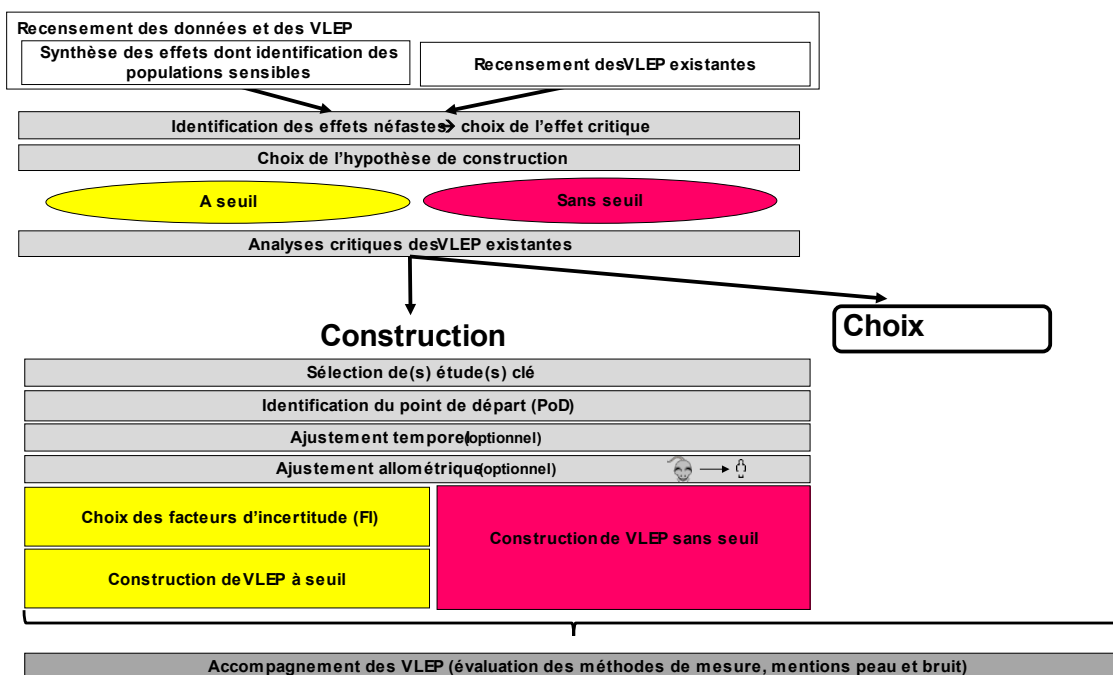 Recensement des données et des VLEP
Synthèse des effets dont identification des
populations sensibles
Recensement desVLEP existantes
Identification des effets néfastes→ choix de l'effet critique
Choix de l'hypothèse de construction
A seuil
Sans seuil
Analyses critiques desVLEP existantes
Construction
Choix
Sélection de(s) étude(s) clé
Identification du point de départ (PoD)
Ajustement temporel(optionnel)
Ajustement allométrique(optionnel)
Choix des facteurs d'incertitude (FI)
Construction de VLEP sans seuil
Construction de VLEP à seuil
Accompagnement des VLEP (évaluation des méthodes de mesure, mentions peau et bruit)